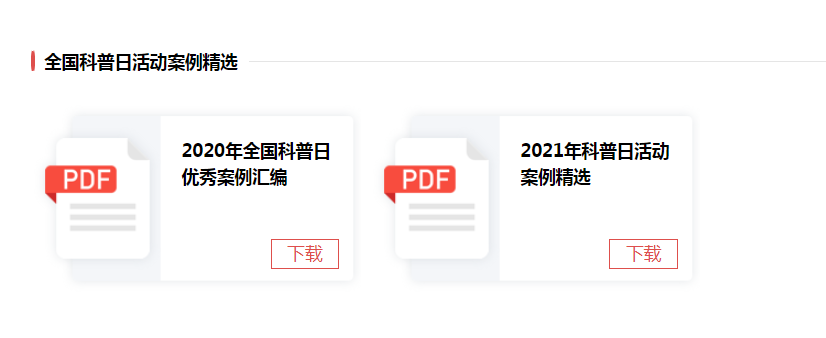 全国科普日活动案例精选
PDF
2020年全国科普日
优秀案例汇编
下载
PDF
2021年科普日活动
案例精选
下载